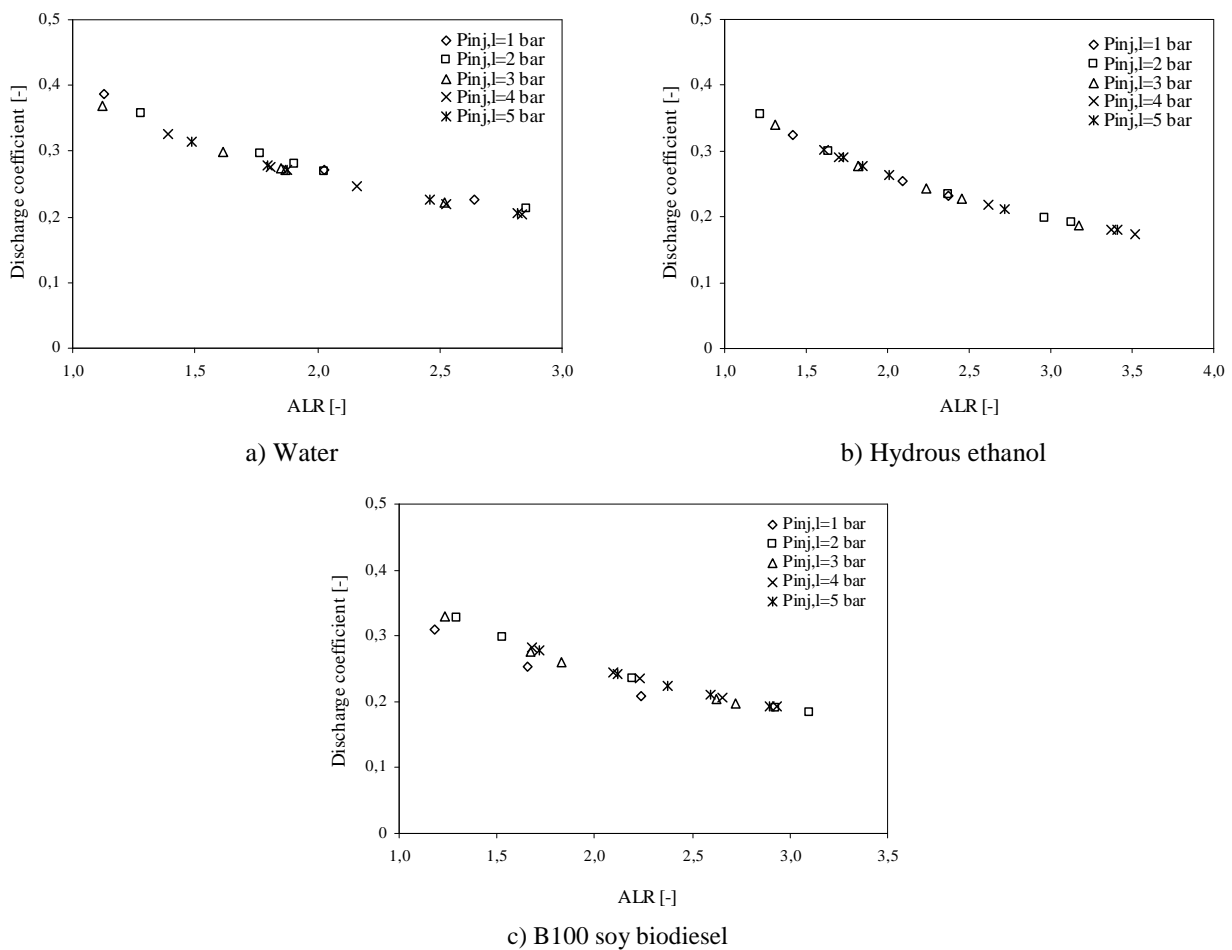 0,5
0,4
0,3
0,2
0,1
0
Discharge coefficient [-]
Pinj,l=1 bar
Pinj,l=2 bar
Pinj,l=3 bar
Pinj,l=4 bar
Pinj,l=5 bar
1,0 1,5 2,0 2,5 3,0
ALR [-]
a) Water
0,5
0,4
0,3
0,2
0,1
0
Discharge coefficient [-]
Pinj,l=1 bar
Pinj,l=2 bar
Pinj,l=3 bar
Pinj,l=4 bar
Pinj,l=5 bar
1,0 1,5 2,0 2,5 3,0 3,5 4,0
ALR [-]
b) Hydrous ethanol
0,5
0,4
0,3
0,2
0,1
0
Discharge coefficient [-]
Pinj,l=1 bar
Pinj,l=2 bar
Pinj,l=3 bar
Pinj,l=4 bar
Pinj,l=5 bar
1,0 1,5 2,0 2,5 3,0 3,5
ALR [-]
c) B100 soy biodiesel